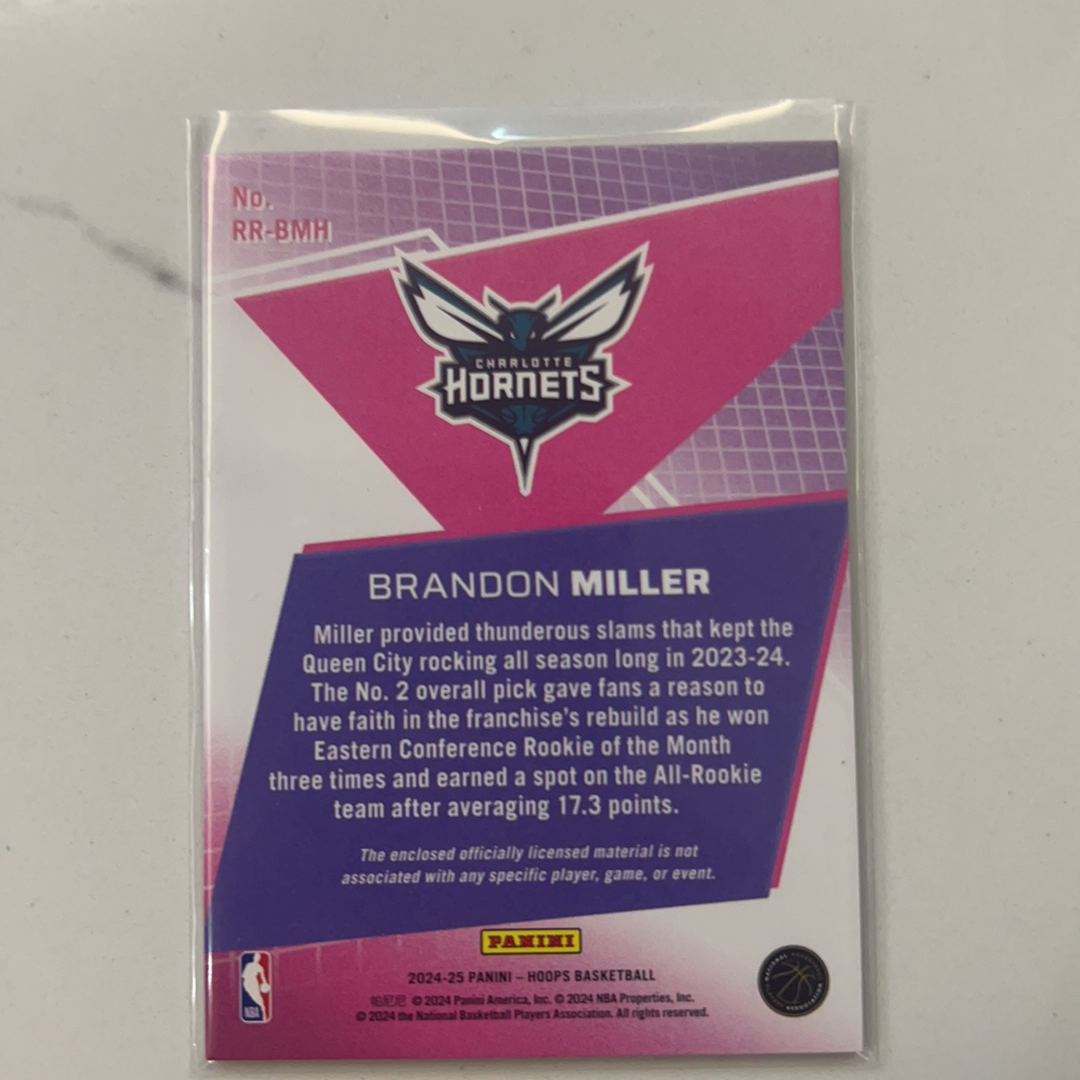 No.
RR-BMH
CHARLOTTE
HORNETS
BRANDON MILLER
Miller provided thunderous slams that kept the
Queen City rocking all season long in 2023-24.
The No. 2 overall pick gave fans a reason to
have faith in the franchise's rebuild as he won
Eastern Conference Rookie of the Month
three times and earned a spot on the All-Rookie
team after averaging 17.3 points.
The enclosed officially licensed material is not
associated with any specific player, game, or event.
PANINI
2024-25 PANINI – HOOPS BASKETBALL
帕尼尼 © 2024 Panini America, Inc. © 2024 NBA Properties, Inc.
© 2024 the National Basketball Players Association. All rights reserved.
NBA